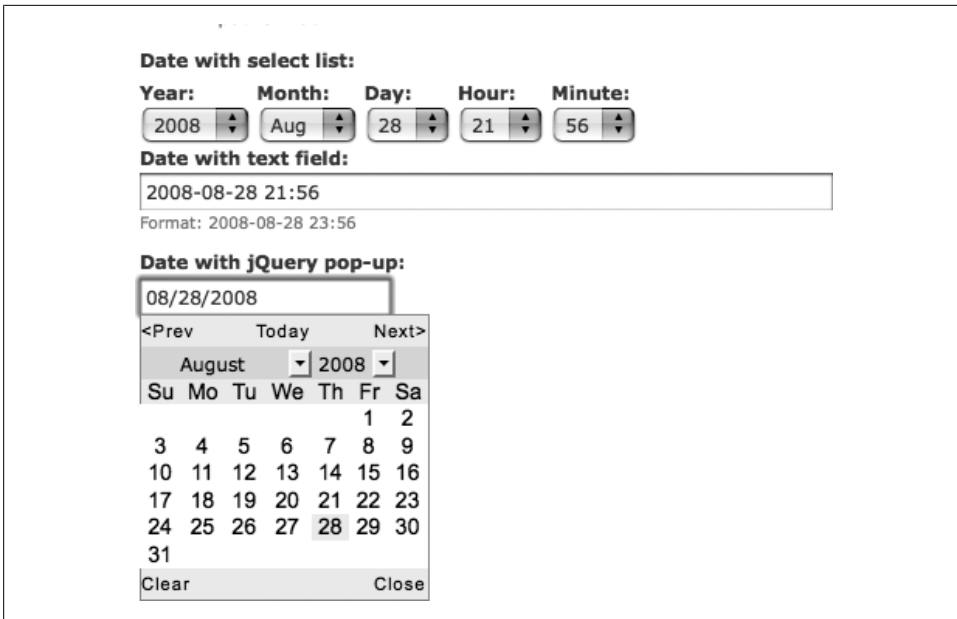 Date with select list:
Year: Month: Day: Hour: Minute:
2008 Aug 28 21 56
Date with text field:
2008-08-28 21:56
Format: 2008-08-28 23:56
Date with jQuery pop-up:
08/28/2008
<Prev Today Next>
August 2008
Su Mo Tu We Th Fr Sa
1 2
3 4 5 6 7 8 9
10 11 12 13 14 15 16
17 18 19 20 21 22 23
24 25 26 27 28 29 30
31
Clear Close